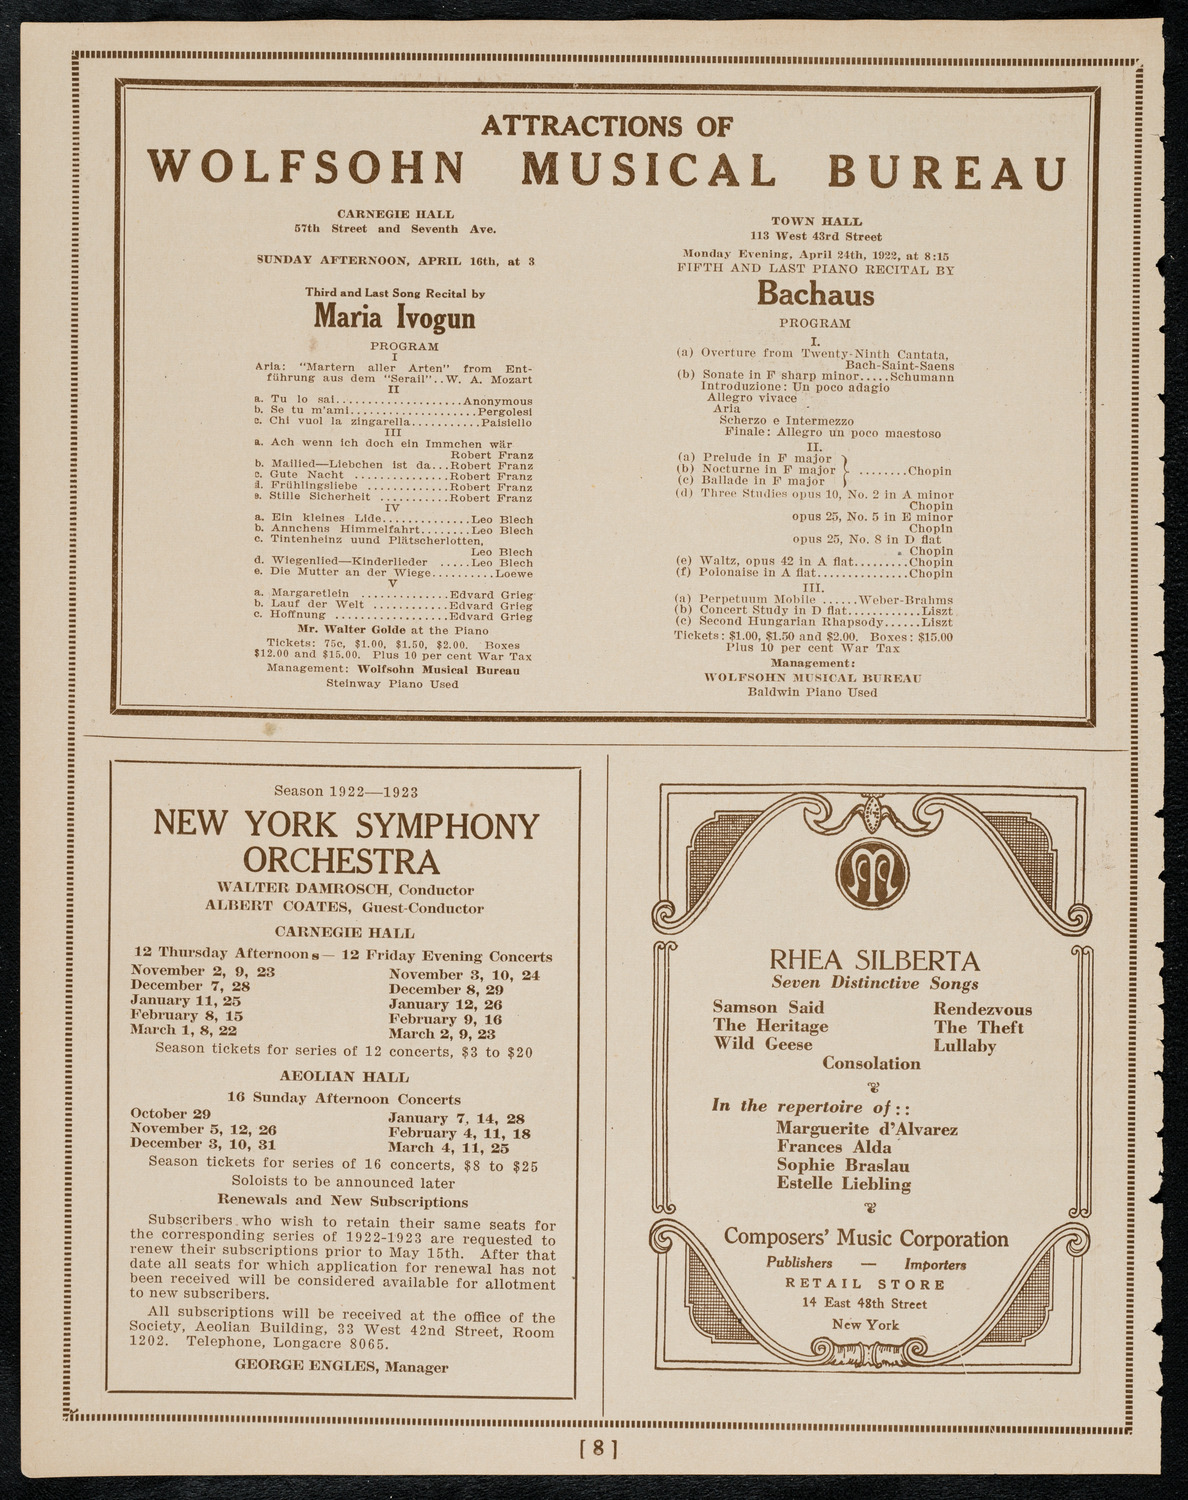 ATTRACTIONS OF
WOLFSOHN MUSICAL BUREAU
CARNEGIE HALL
57th Street and Seventh Ave.
SUNDAY AFTERNOON, APRIL 16th, at 3
Third and Last Song Recital by
Maria Ivogun
PROGRAM
I
Aria: "Martern aller Arten" from Ent-
führung aus dem "Serail"..W. A. Mozart
II
a. Tu lo sai....................Anonymous
b. Se tu m'ami....................Pergolesi
c. Chi vuol la zingarella...........Paisiello
III
a. Ach wenn ich doch ein Immchen wär
Robert Franz
b. Mailied—Liebchen ist da...Robert Franz
c. Gute Nacht ..............Robert Franz
d. Frühlingsliebe .............Robert Franz
e. Stille Sicherheit ...........Robert Franz
IV
a. Ein kleines Lide.............Leo Blech
b. Annchens Himmelfahrt........Leo Blech
c. Tintenheinz uund Plätscherlotten,
Leo Blech
d. Wiegenlied—Kinderlieder .....Leo Blech
e. Die Mutter an der Wiege..........Loewe
V
a. Margaretlein .............Edvard Grieg
b. Lauf der Welt ...........Edvard Grieg
c. Hoffnung .................Edvard Grieg
Mr. Walter Golde at the Piano
Tickets: 75c, $1.00, $1.50, $2.00. Boxes
$12.00 and $15.00. Plus 10 per cent War Tax
Management: Wolfsohn Musical Bureau
Steinway Piano Used
TOWN HALL
113 West 43rd Street
Monday Evening, April 24th, 1922, at 8:15
FIFTH AND LAST PIANO RECITAL BY
Bachaus
PROGRAM
I.
(a) Overture from Twenty-Ninth Cantata,
Bach-Saint-Saens
(b) Sonate in F sharp minor.....Schumann
Introduzione: Un poco adagio
Allegro vivace
Aria
Scherzo e Intermezzo
Finale: Allegro un poco maestoso
II.
(a) Prelude in F major
(b) Nocturne in F major ........Chopin
(c) Ballade in F major
(d) Three Studies opus 10, No. 2 in A minor
Chopin
opus 25, No. 5 in E minor
Chopin
opus 25, No. 8 in D flat
Chopin
(e) Waltz, opus 42 in A flat.........Chopin
(f) Polonaise in A flat...............Chopin
III.
(a) Perpetuum Mobile ......Weber-Brahms
(b) Concert Study in D flat............Liszt
(c) Second Hungarian Rhapsody......Liszt
Tickets: $1.00, $1.50 and $2.00. Boxes: $15.00
Plus 10 per cent War Tax
Management:
WOLFSOHN MUSICAL BUREAU
Baldwin Piano Used
Season 1922—1923
NEW YORK SYMPHONY
ORCHESTRA
WALTER DAMROSCH, Conductor
ALBERT COATES, Guest-Conductor
CARNEGIE HALL
12 Thursday Afternoons— 12 Friday Evening Concerts
November 2, 9, 23
December 7, 28
January 11, 25
February 8, 15
March 1, 8, 22
November 3, 10, 24
December 8, 29
January 12, 26
February 9, 16
March 2, 9, 23
Season tickets for series of 12 concerts, $3 to $20
AEOLIAN HALL
16 Sunday Afternoon Concerts
October 29
November 5, 12, 26
December 3, 10, 31
January 7, 14, 28
February 4, 11, 18
March 4, 11, 25
Season tickets for series of 16 concerts, $8 to $25
Soloists to be announced later
Renewals and New Subscriptions
Subscribers who wish to retain their same seats for
the corresponding series of 1922-1923 are requested to
renew their subscriptions prior to May 15th. After that
date all seats for which application for renewal has not
been received will be considered available for allotment
to new subscribers.
All subscriptions will be received at the office of the
Society, Aeolian Building, 33 West 42nd Street, Room
1202. Telephone, Longacre 8065.
GEORGE ENGLES, Manager
M
RHEA SILBERTA
Seven Distinctive Songs
Samson Said
The Heritage
Wild Geese
Rendezvous
The Theft
Lullaby
Consolation
In the repertoire of::
Marguerite d'Alvarez
Frances Alda
Sophie Braslau
Estelle Liebling
Composers' Music Corporation
Publishers — Importers
RETAIL STORE
14 East 48th Street
New York
[ 8 ]